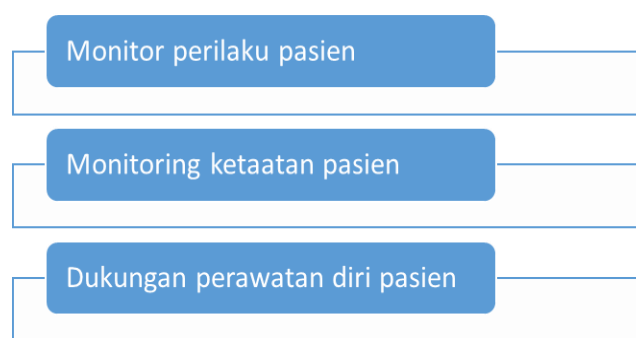 Monitor perilaku pasien
Monitoring ketaatan pasien
Dukungan perawatan diri pasien